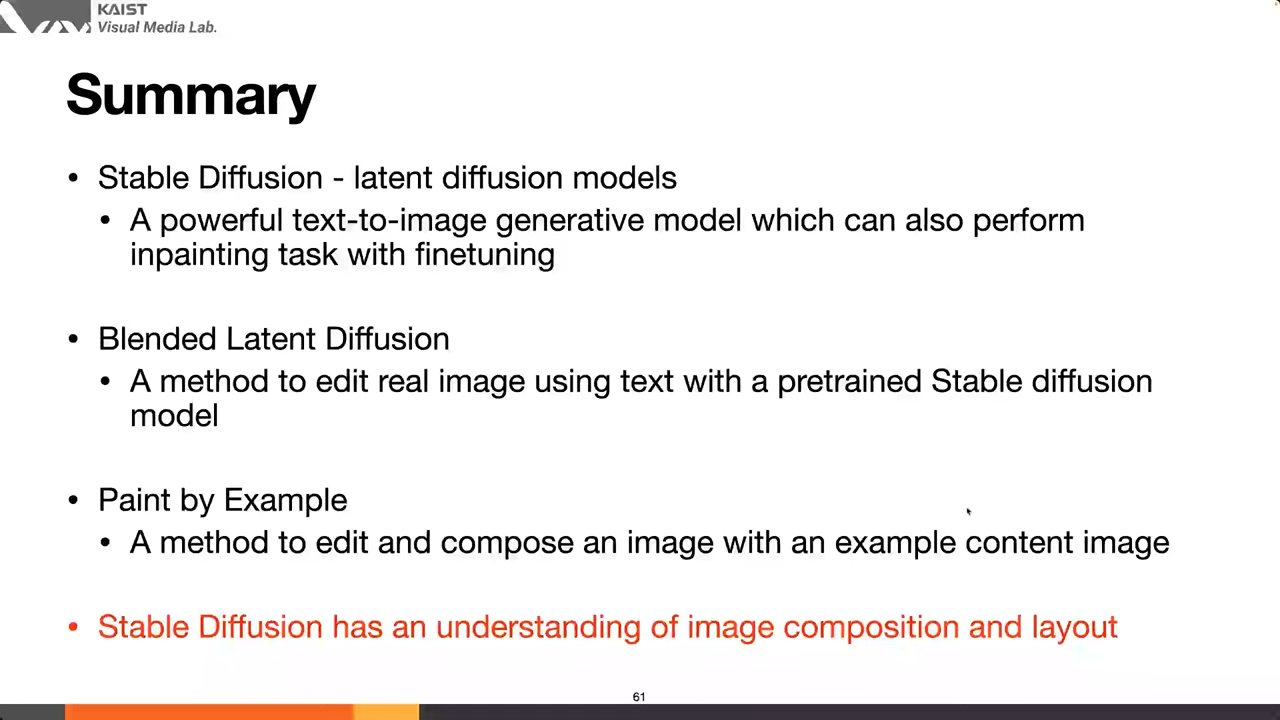 KAIST
Visual Media Lab.
Summary
• Stable Diffusion - latent diffusion models
• A powerful text-to-image generative model which can also perform
inpainting task with finetuning
• Blended Latent Diffusion
• A method to edit real image using text with a pretrained Stable diffusion
model
• Paint by Example
• A method to edit and compose an image with an example content image
• Stable Diffusion has an understanding of image composition and layout
61